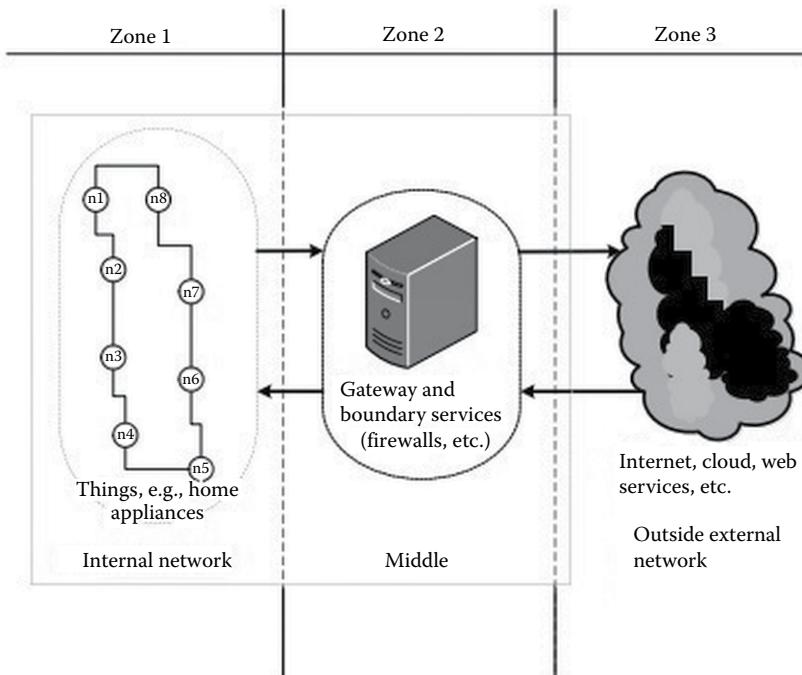 Zone 1
Zone 2
Zone 3
n1
n8
n2
n7
n3
n6
n4
n5
Things, e.g., home
appliances
Internal network
Gateway and
boundary services
(firewalls, etc.)
Middle
Internet, cloud, web
services, etc.
Outside external
network